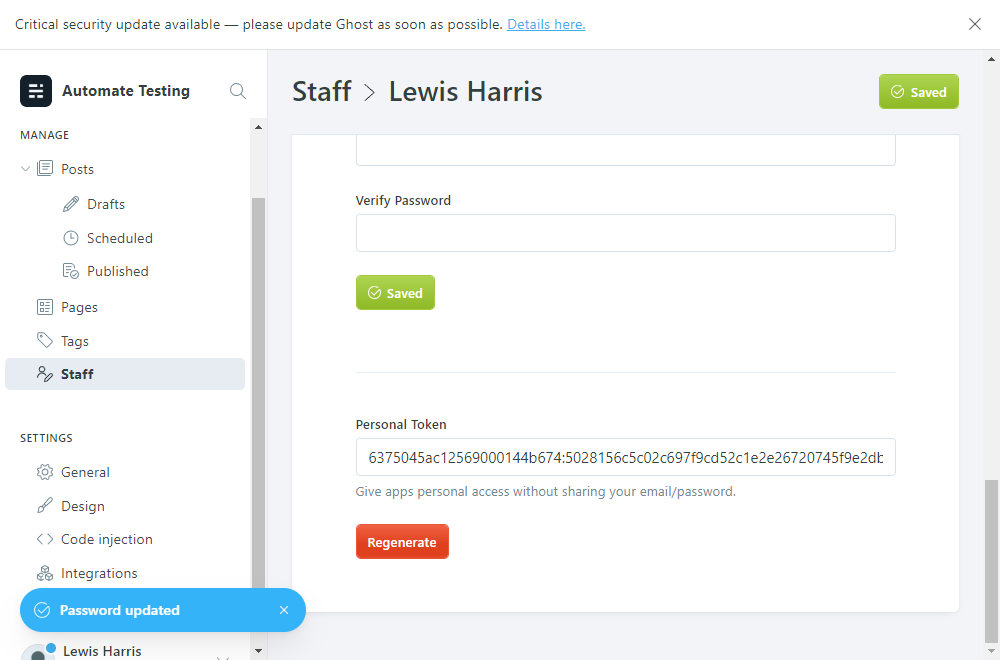 Critical security update available — please update Ghost as soon as possible. Details here.
Automate Testing
MANAGE
Posts
Drafts
Scheduled
Published
Pages
Tags
Staff
SETTINGS
General
Design
Code injection
Integrations
Password updated
Lewis Harris
Staff > Lewis Harris
Saved
Verify Password
Saved
Personal Token
6375045ac12569000144b674:5028156c5c02c697f9cd52c1e2e26720745f9e2db
Give apps personal access without sharing your email/password.
Regenerate